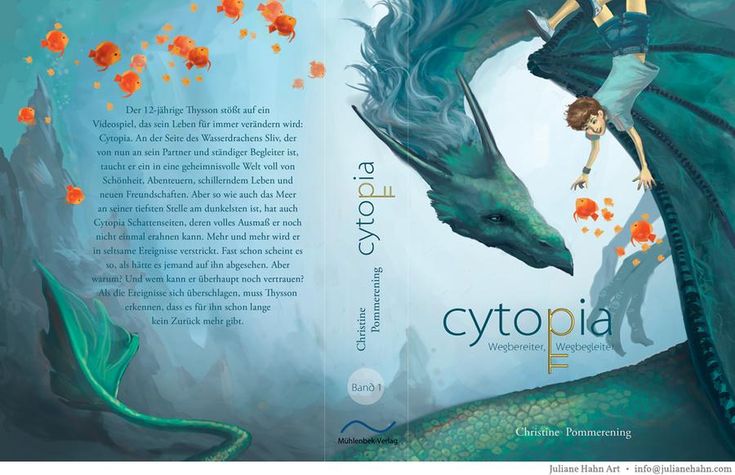 Der 12-jährige Thysson stößt auf ein
Videospiel, das sein Leben für immer verändern wird:
Cytopia. An der Seite des Wasserdrachens Sliv, der
von nun an sein Partner und ständiger Begleiter ist,
taucht er ein in eine geheimnisvolle Welt voll von
Schönheit, Abenteuern, schillerndem Leben und
neuen Freundschaften. Aber so wie auch das Meer
an seiner tiefsten Stelle am dunkelsten ist, hat auch
Cytopia Schattenseiten, deren volles Ausmaß er noch
nicht einmal erahnen kann. Mehr und mehr wird er
in seltsame Ereignisse verstrickt. Fast schon scheint es
so, als hätte es jemand auf ihn abgesehen. Aber
warum? Und wem kann er überhaupt noch vertrauen?
Als die Ereignisse sich überschlagen, muss Thysson
erkennen, dass es für ihn schon lange
kein Zurück mehr gibt.
cytopia
Christine
Pommerening
Band 1
Mühlenbek-Verlag
cytopia
Wegbereiter, Wegbegleiter
Christine Pommerening
Juliane Hahn Art • info@julianehahn.com